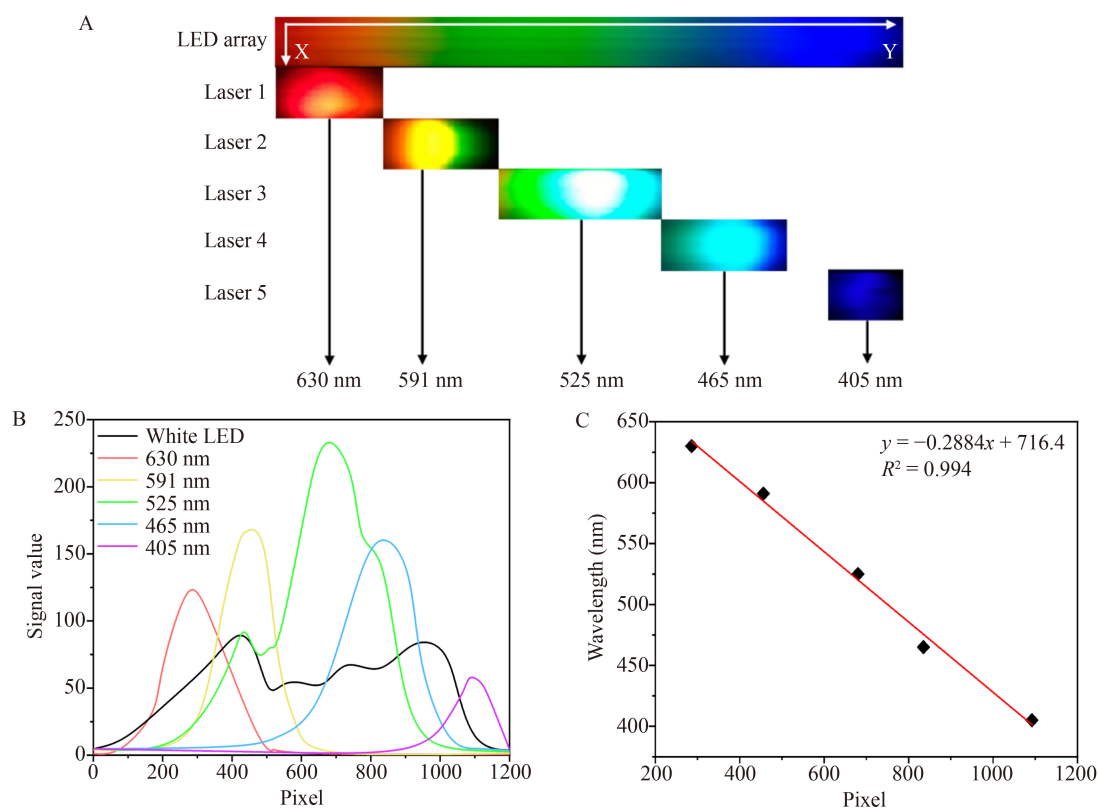 A
LED array
X
Y
Laser 1
Laser 2
Laser 3
Laser 4
Laser 5
630 nm
591 nm
525 nm
465 nm
405 nm
B
250
200
150
100
50
0
Signal value
White LED
630 nm
591 nm
525 nm
465 nm
405 nm
0
200
400
600
800
1000
1200
Pixel
C
650
600
550
500
450
400
Wavelength (nm)
y = −0.2884x + 716.4
R² = 0.994
200
400
600
800
1000
1200
Pixel